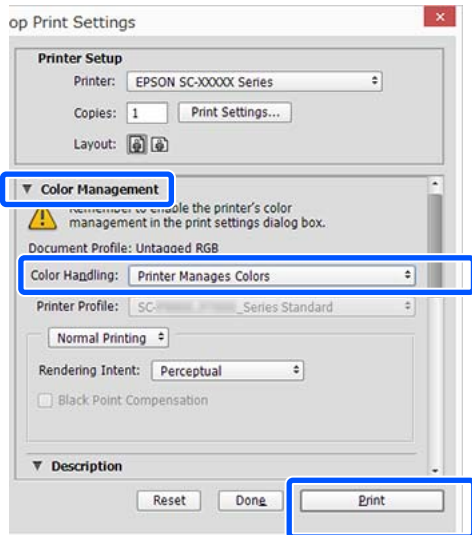 op Print Settings
Printer Setup
Printer: EPSON SC-XXXXX Series
Copies: 1 Print Settings...
Layout:
Color Management
Remember to enable the printer's color
management in the print settings dialog box.
Document Profile: Untagged RGB
Color Handling: Printer Manages Colors
Printer Profile: SC- _Series Standard
Normal Printing
Rendering Intent: Perceptual
Black Point Compensation
Description
Reset Done Print